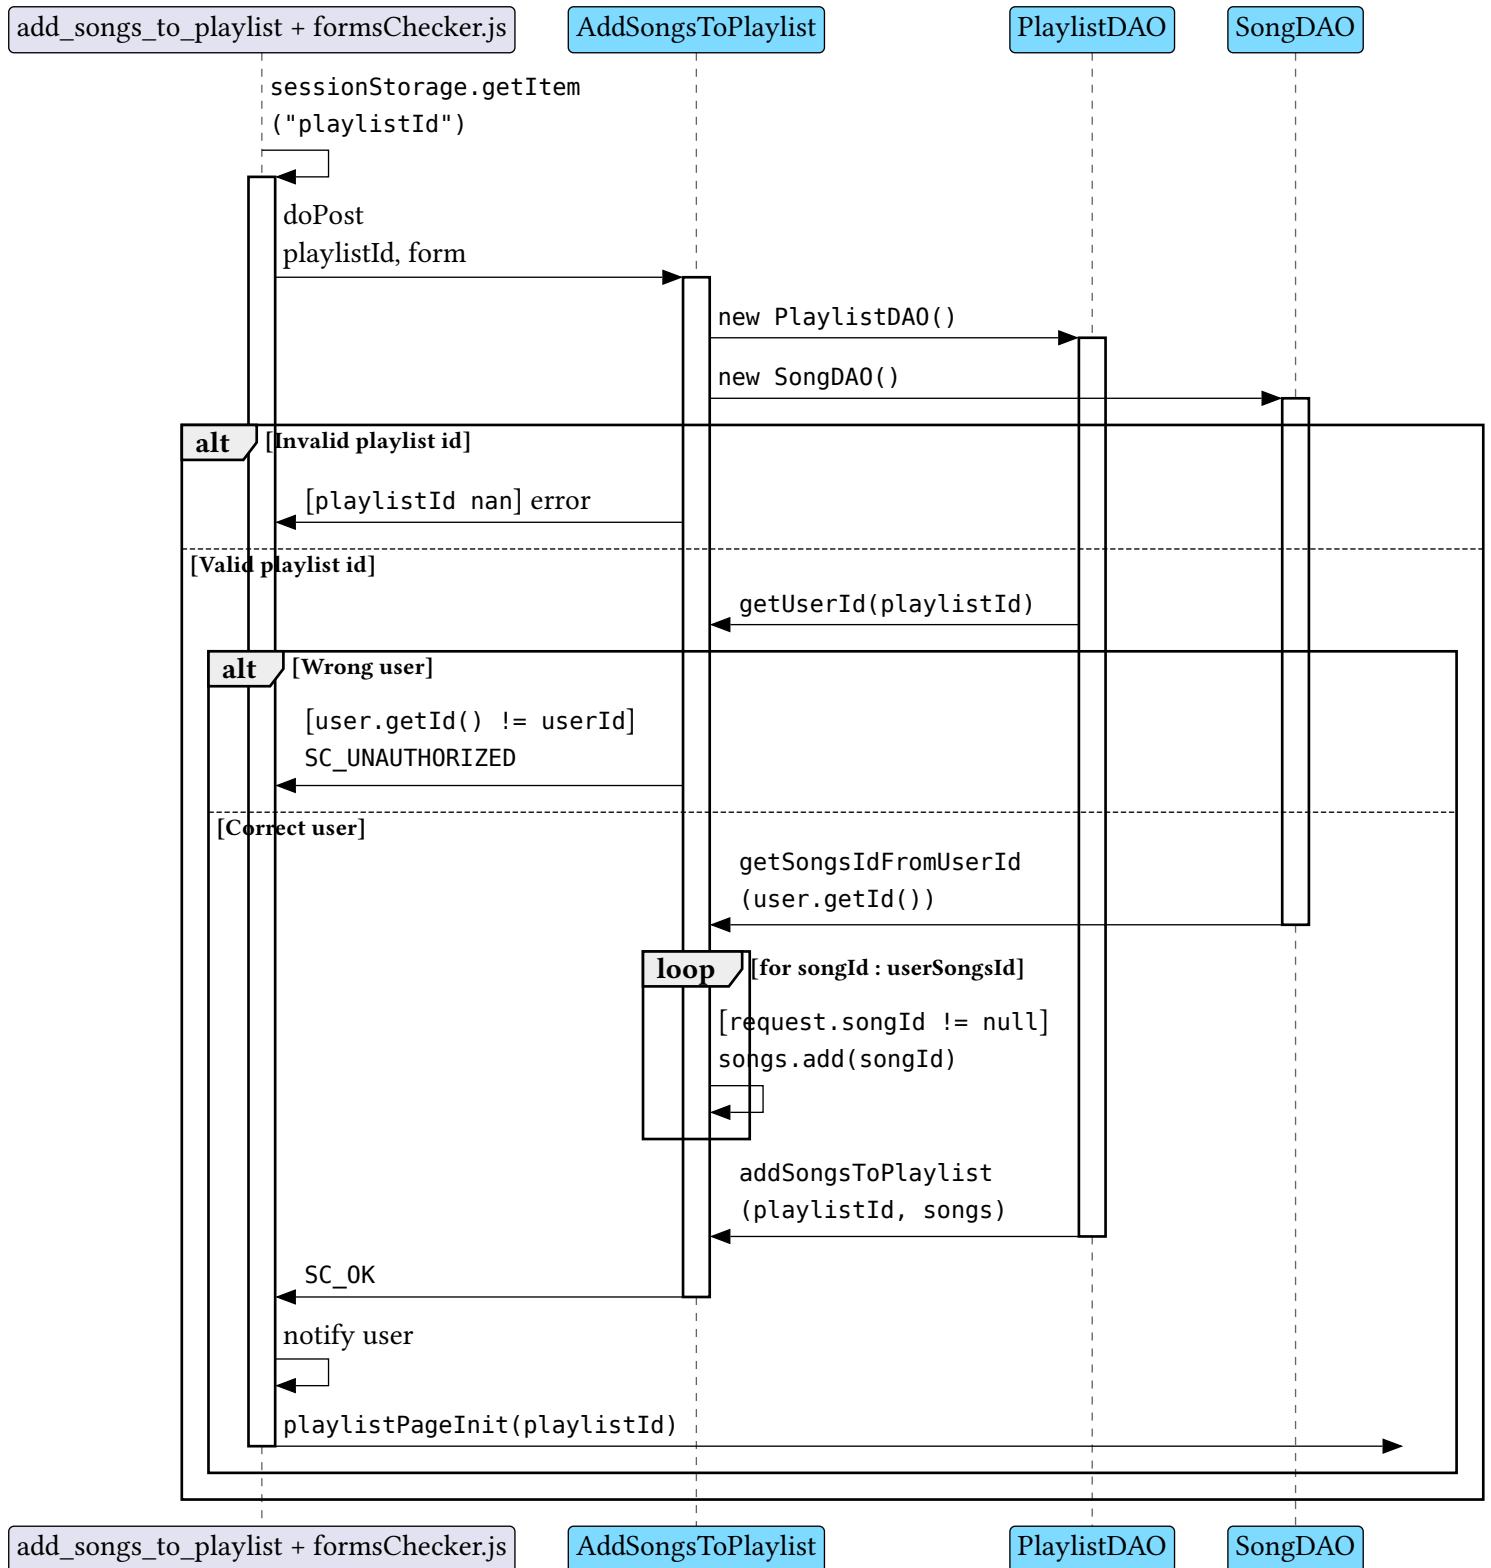 add_songs_to_playlist + formsChecker.js
AddSongsToPlaylist
PlaylistDAO
SongDAO
sessionStorage.getItem
("playlistId")
doPost
playlistId, form
new PlaylistDAO()
new SongDAO()
alt
[Invalid playlist id]
[playlistId nan] error
[Valid playlist id]
getUserId(playlistId)
alt
[Wrong user]
[user.getId() != userId]
SC_UNAUTHORIZED
[Correct user]
getSongsIdFromUserId
(user.getId())
loop
[for songId : userSongsId]
[request.songId != null]
songs.add(songId)
addSongsToPlaylist
(playlistId, songs)
SC_OK
notify user
playlistPageInit(playlistId)
add_songs_to_playlist + formsChecker.js
AddSongsToPlaylist
PlaylistDAO
SongDAO